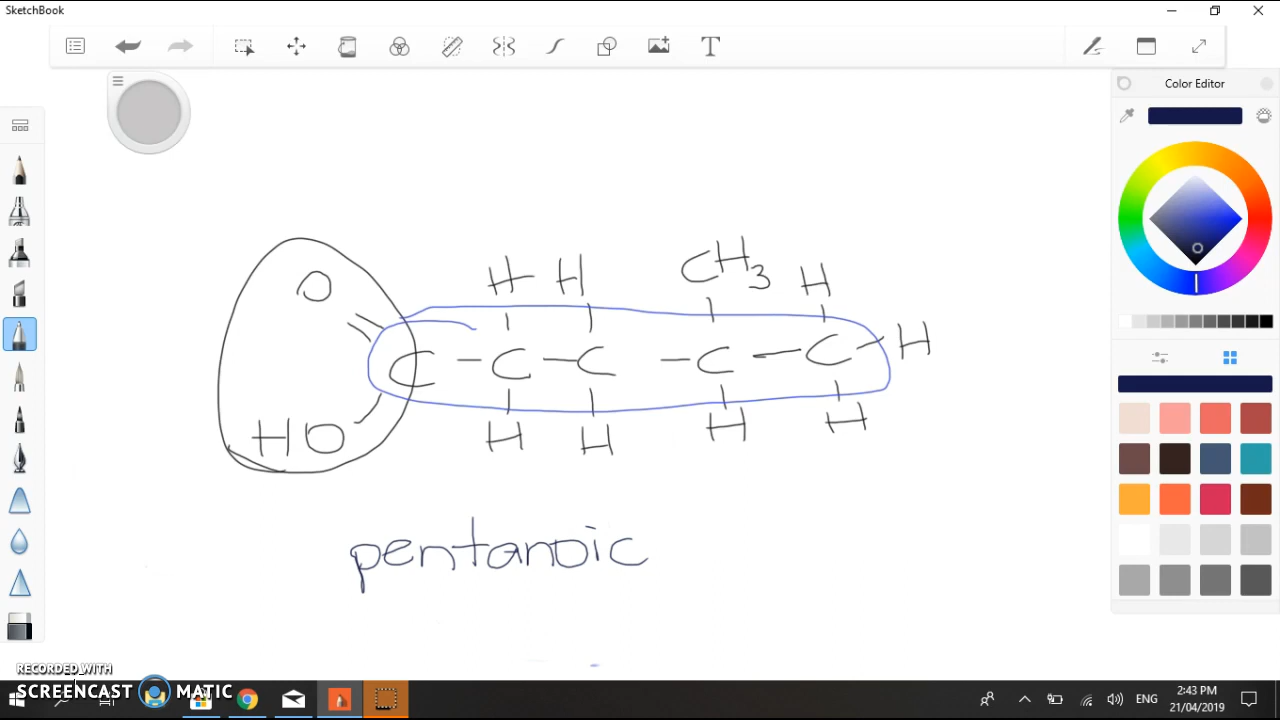 SketchBook
Color Editor
O
H H CH3 H
C - C - C - C - C - H
HO H H H H
pentanoic
RECORDED WITH
SCREENCAST MATIC
ENG
2:43 PM
21/04/2019